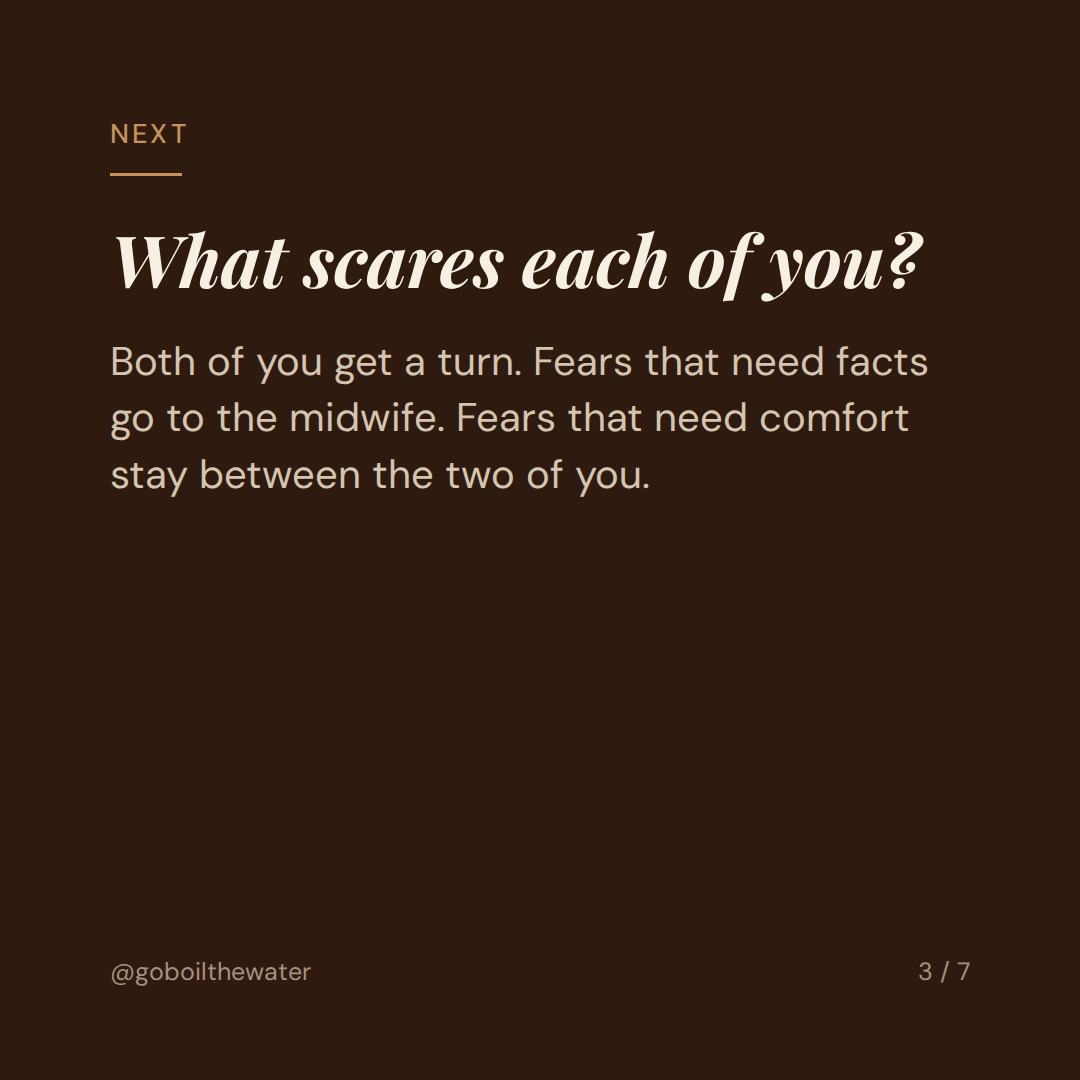 NEXT
What scares each of you?
Both of you get a turn. Fears that need facts
go to the midwife. Fears that need comfort
stay between the two of you.
@goboilthewater
3 / 7